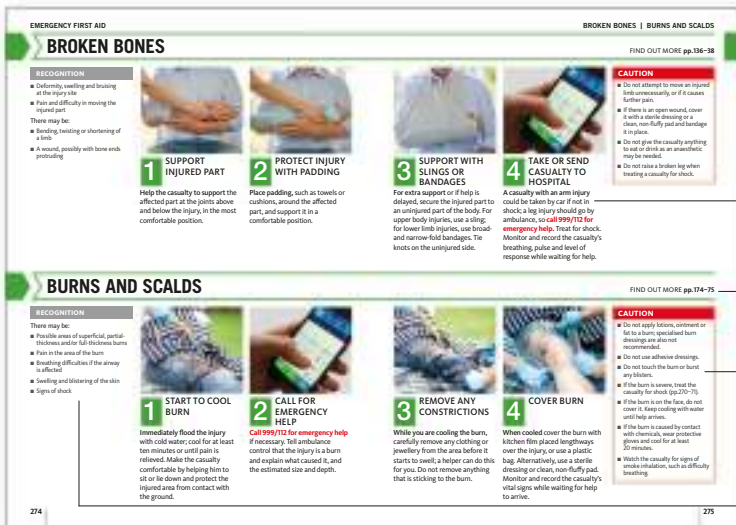 EMERGENCY FIRST AID
BROKEN BONES | BURNS AND SCALDS
BROKEN BONES
FIND OUT MORE pp.136–38
RECOGNITION
■ Deformity, swelling and bruising
at the injury site
■ Pain and difficulty in moving the
injured part
There may be:
■ Bending, twisting or shortening of
a limb
■ A wound, possibly with bone ends
protruding
1 SUPPORT
INJURED PART
Help the casualty to support the
affected part at the joints above
and below the injury, in the most
comfortable position.
2 PROTECT INJURY
WITH PADDING
Place padding, such as towels or
cushions, around the affected
part, and support it in a
comfortable position.
3 SUPPORT WITH
SLINGS OR
BANDAGES
For extra support or if help is
delayed, secure the injured part to
an uninjured part of the body. For
upper body injuries, use a sling;
for lower limb injuries, use broad-
and narrow-fold bandages. Tie
knots on the uninjured side.
4 TAKE OR SEND
CASUALTY TO
HOSPITAL
A casualty with an arm injury
could be taken by car if not in
shock; a leg injury should go by
ambulance, so call 999/112 for
emergency help. Treat for shock.
Monitor and record the casualty's
breathing, pulse and level of
response while waiting for help.
CAUTION
■ Do not attempt to move an injured
limb unnecessarily, or if it causes
further pain.
■ If there is an open wound, cover
it with a sterile dressing or a
clean, non-fluffy pad and bandage
it in place.
■ Do not give the casualty anything
to eat or drink as an anaesthetic
may be needed.
■ Do not raise a broken leg when
treating a casualty for shock.
BURNS AND SCALDS
FIND OUT MORE pp.174–75
RECOGNITION
There may be:
■ Possible areas of superficial, partial-
thickness and/or full-thickness burns
■ Pain in the area of the burn
■ Breathing difficulties if the airway
is affected
■ Swelling and blistering of the skin
■ Signs of shock
1 START TO COOL
BURN
Immediately flood the injury
with cold water; cool for at least
ten minutes or until pain is
relieved. Make the casualty
comfortable by helping him to
sit or lie down and protect the
injured area from contact with
the ground.
2 CALL FOR
EMERGENCY
HELP
Call 999/112 for emergency help
if necessary. Tell ambulance
control that the injury is a burn
and explain what caused it, and
the estimated size and depth.
3 REMOVE ANY
CONSTRICTIONS
While you are cooling the burn,
carefully remove any clothing or
jewellery from the area before it
starts to swell; a helper can do this
for you. Do not remove anything
that is sticking to the burn.
4 COVER BURN
When cooled cover the burn with
kitchen film placed lengthways
over the injury, or use a plastic
bag. Alternatively, use a sterile
dressing or clean, non-fluffy pad.
Monitor and record the casualty's
vital signs while waiting for help
to arrive.
CAUTION
■ Do not apply lotions, ointment or
fat to a burn; specialised burn
dressings are also not
recommended.
■ Do not use adhesive dressings.
■ Do not touch the burn or burst
any blisters.
■ If the burn is severe, treat the
casualty for shock (pp.270–71).
■ If the burn is on the face, do not
cover it. Keep cooling with water
until help arrives.
■ If the burn is caused by contact
with chemicals, wear protective
gloves and cool for at least
20 minutes.
■ Watch the casualty for signs of
smoke inhalation, such as difficulty
breathing.
274
275